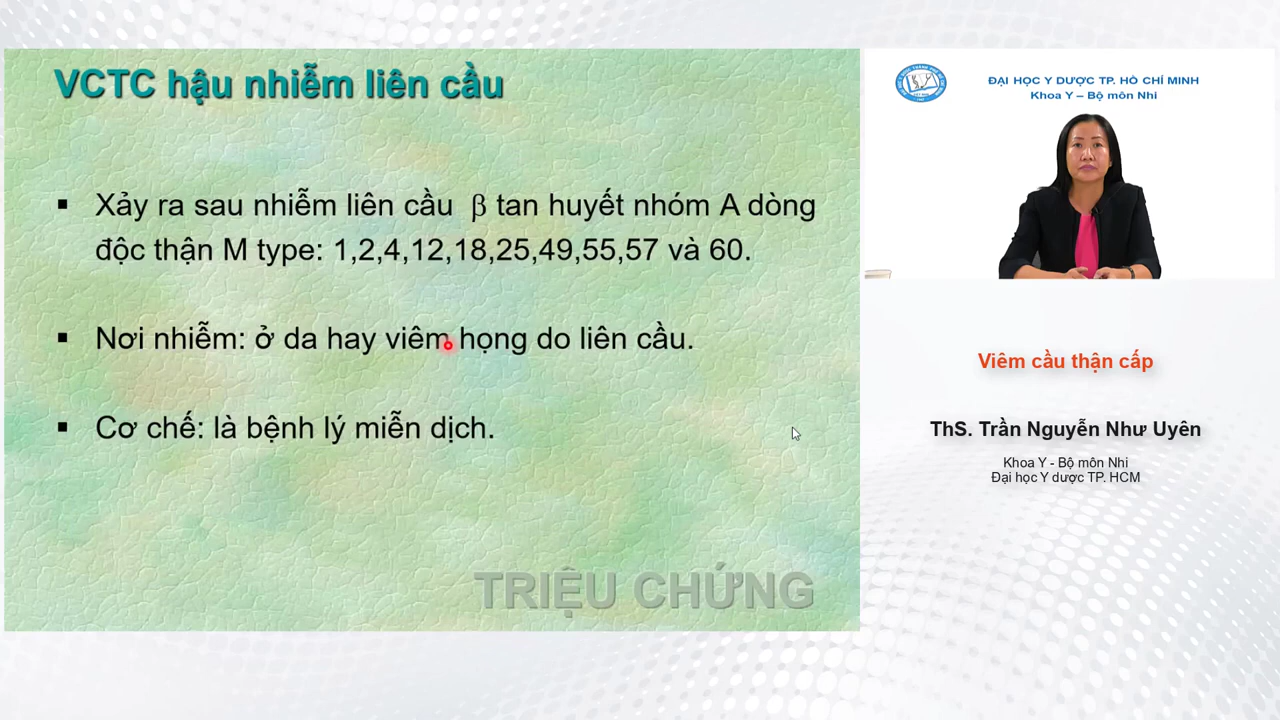 VCTC hậu nhiễm liên cầu
▪ Xảy ra sau nhiễm liên cầu β tan huyết nhóm A dòng
độc thận M type: 1,2,4,12,18,25,49,55,57 và 60.
▪ Nơi nhiễm: ở da hay viêm họng do liên cầu.
▪ Cơ chế: là bệnh lý miễn dịch.
TRIỆU CHỨNG
ĐẠI HỌC Y DƯỢC TP. HỒ CHÍ MINH
Khoa Y – Bộ môn Nhi
Viêm cầu thận cấp
ThS. Trần Nguyễn Như Uyên
Khoa Y - Bộ môn Nhi
Đại học Y dược TP. HCM